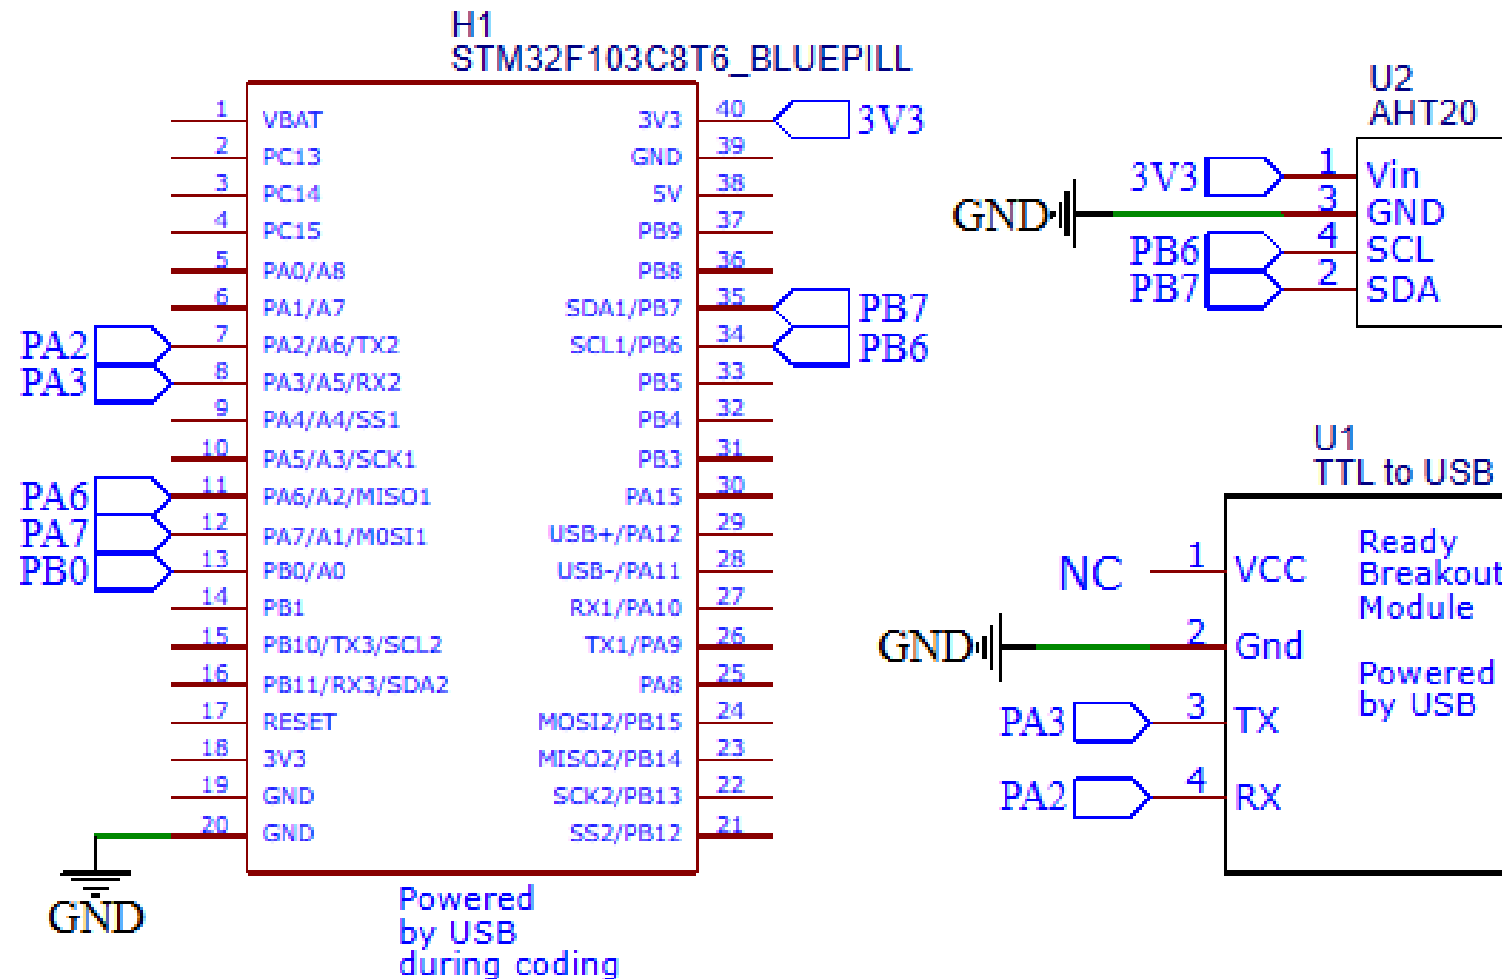 H1
STM32F103C8T6_BLUEPILL
1 VBAT
2 PC13
3 PC14
4 PC15
5 PA0/A8
6 PA1/A7
PA2 7 PA2/A6/TX2
PA3 8 PA3/A5/RX2
9 PA4/A4/SS1
10 PA5/A3/SCK1
PA6 11 PA6/A2/MISO1
PA7 12 PA7/A1/M0SI1
PB0 13 PB0/A0
14 PB1
15 PB10/TX3/SCL2
16 PB11/RX3/SDA2
17 RESET
18 3V3
19 GND
20 GND
GND
3V3 40 3V3
GND 39
5V 38
PB9 37
PB8 36
SDA1/PB7 35 PB7
SCL1/PB6 34 PB6
PB5 33
PB4 32
PB3 31
PA15 30
USB+/PA12 29
USB-/PA11 28
RX1/PA10 27
TX1/PA9 26
PA8 25
MOSI2/PB15 24
MISO2/PB14 23
SCK2/PB13 22
SS2/PB12 21
Powered
by USB
during coding
U2
AHT20
3V3 1 Vin
GND 3 GND
PB6 4 SCL
PB7 2 SDA
U1
TTL to USB
NC 1 VCC
GND 2 Gnd
PA3 3 TX
PA2 4 RX
Ready
Breakout
Module
Powered
by USB